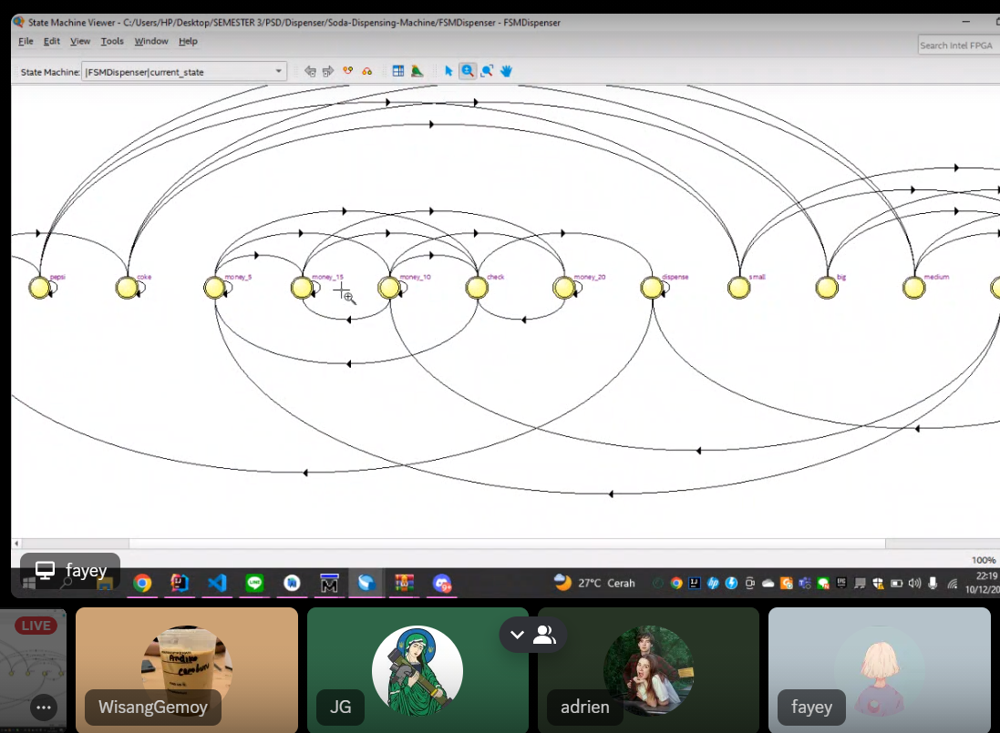 State Machine Viewer - C:/Users/HP/Desktop/SEMESTER 3/PSD/Dispenser/Soda-Dispensing-Machine/FSMDispenser - FSMDispenser
File Edit View Tools Window Help
Search Intel FPGA
State Machine: |FSMDispenser|current_state
pepsi coke money_5 money_15 money_10 check money_20 dispense small big medium
100%
fayey
27°C Cerah
22:19
10/12/20
LIVE
WisangGemoy
JG
adrien
fayey